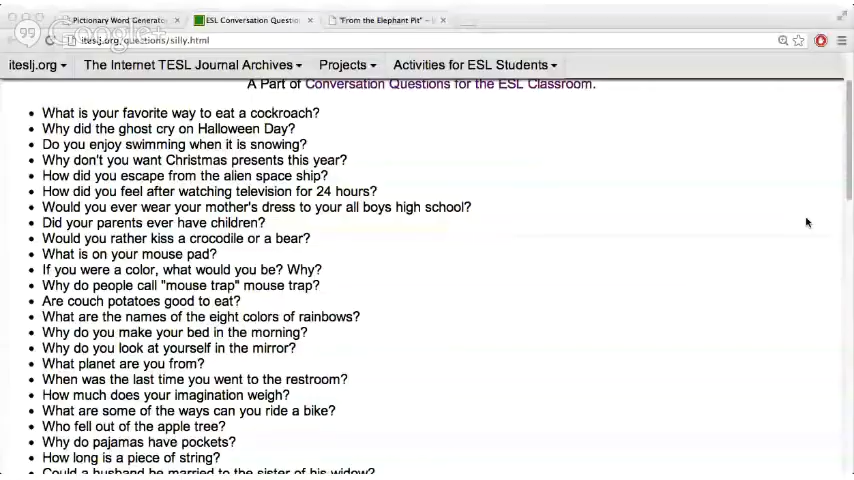 Pictionary Word Generato
ESL Conversation Questio
"From the Elephant Pit" –
Google+
iteslj.org/questions/silly.html
iteslj.org
The Internet TESL Journal Archives
Projects
Activities for ESL Students
A Part of Conversation Questions for the ESL Classroom.
What is your favorite way to eat a cockroach?
Why did the ghost cry on Halloween Day?
Do you enjoy swimming when it is snowing?
Why don't you want Christmas presents this year?
How did you escape from the alien space ship?
How did you feel after watching television for 24 hours?
Would you ever wear your mother's dress to your all boys high school?
Did your parents ever have children?
Would you rather kiss a crocodile or a bear?
What is on your mouse pad?
If you were a color, what would you be? Why?
Why do people call "mouse trap" mouse trap?
Are couch potatoes good to eat?
What are the names of the eight colors of rainbows?
Why do you make your bed in the morning?
Why do you look at yourself in the mirror?
What planet are you from?
When was the last time you went to the restroom?
How much does your imagination weigh?
What are some of the ways can you ride a bike?
Who fell out of the apple tree?
Why do pajamas have pockets?
How long is a piece of string?
Could a husband be married to the sister of his widow?